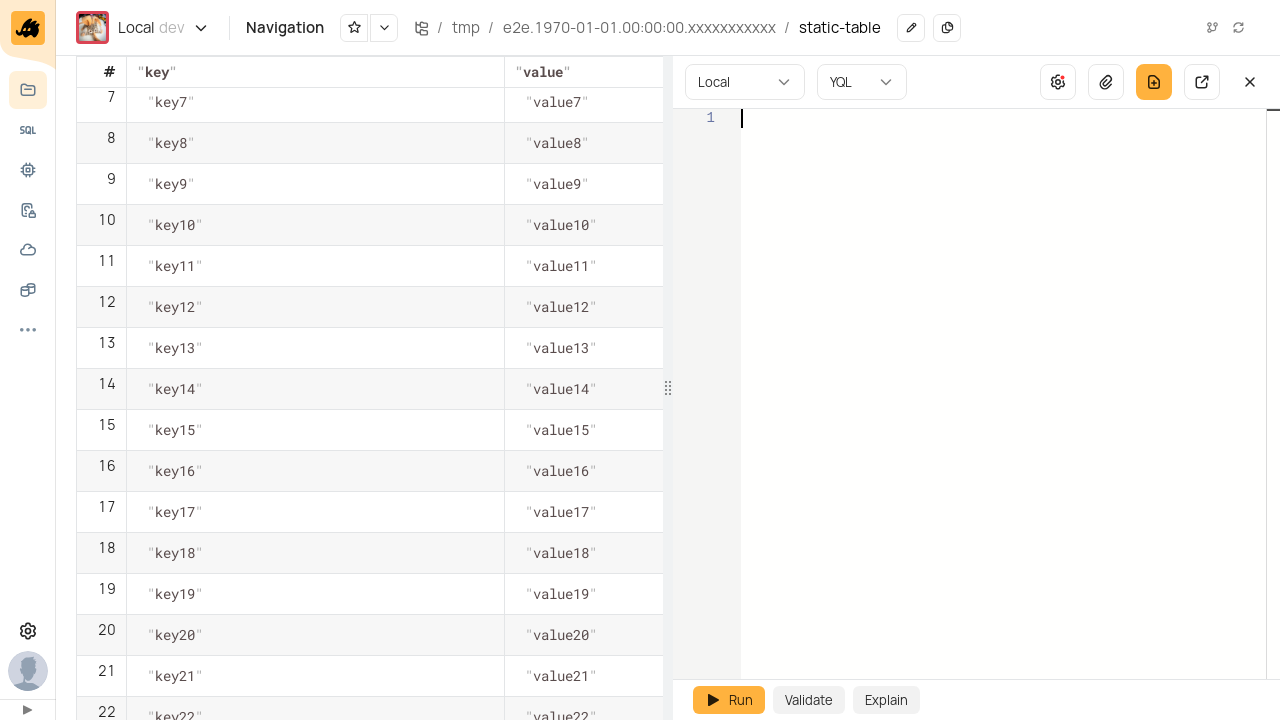 Local dev Navigation / tmp / e2e.1970-01-01.00:00:00.xxxxxxxxxxx / static-table
SQL
# "key" "value"
7 "key7" "value7"
8 "key8" "value8"
9 "key9" "value9"
10 "key10" "value10"
11 "key11" "value11"
12 "key12" "value12"
13 "key13" "value13"
14 "key14" "value14"
15 "key15" "value15"
16 "key16" "value16"
17 "key17" "value17"
18 "key18" "value18"
19 "key19" "value19"
20 "key20" "value20"
21 "key21" "value21"
22 "key22" "value22"
Local YQL
1
Run Validate Explain